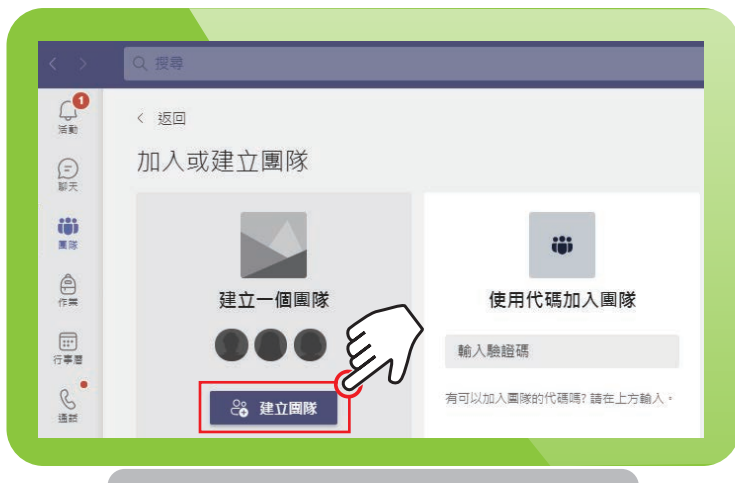 搜尋
1
活動
聊天
團隊
作業
行事曆
通話
返回
加入或建立團隊
建立一個團隊
建立團隊
使用代碼加入團隊
輸入驗證碼
有可以加入團隊的代碼嗎? 請在上方輸入。